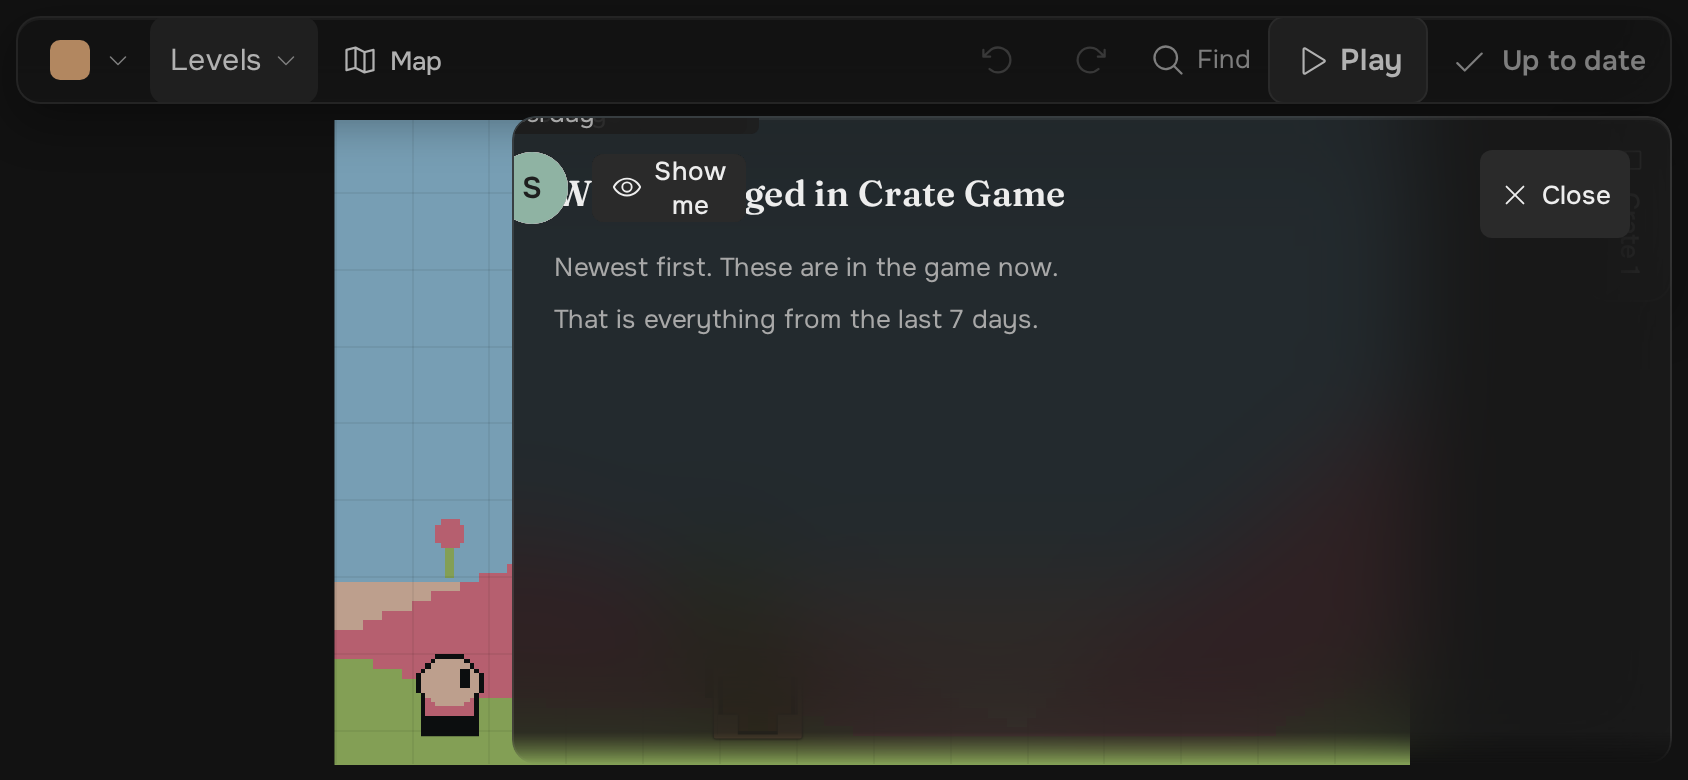 Levels
Map
Find
Play
Up to date
S
Show
me
ged in Crate Game
Close
Newest first. These are in the game now.
That is everything from the last 7 days.